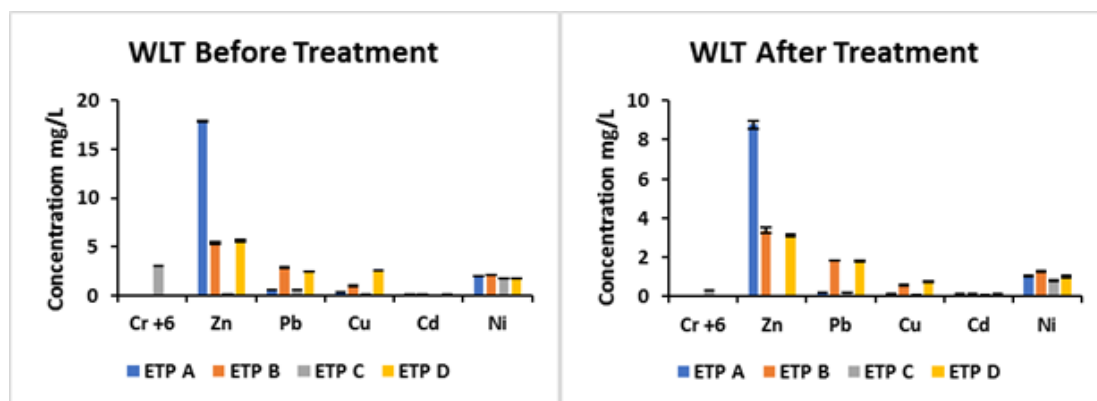 WLT Before Treatment
Concentratiom mg/L
20
15
10
5
0
Cr +6 Zn Pb Cu Cd Ni
ETP A ETP B ETP C ETP D
WLT After Treatment
Concentration mg/L
10
8
6
4
2
0
Cr +6 Zn Pb Cu Cd Ni
ETP A ETP B ETP C ETP D